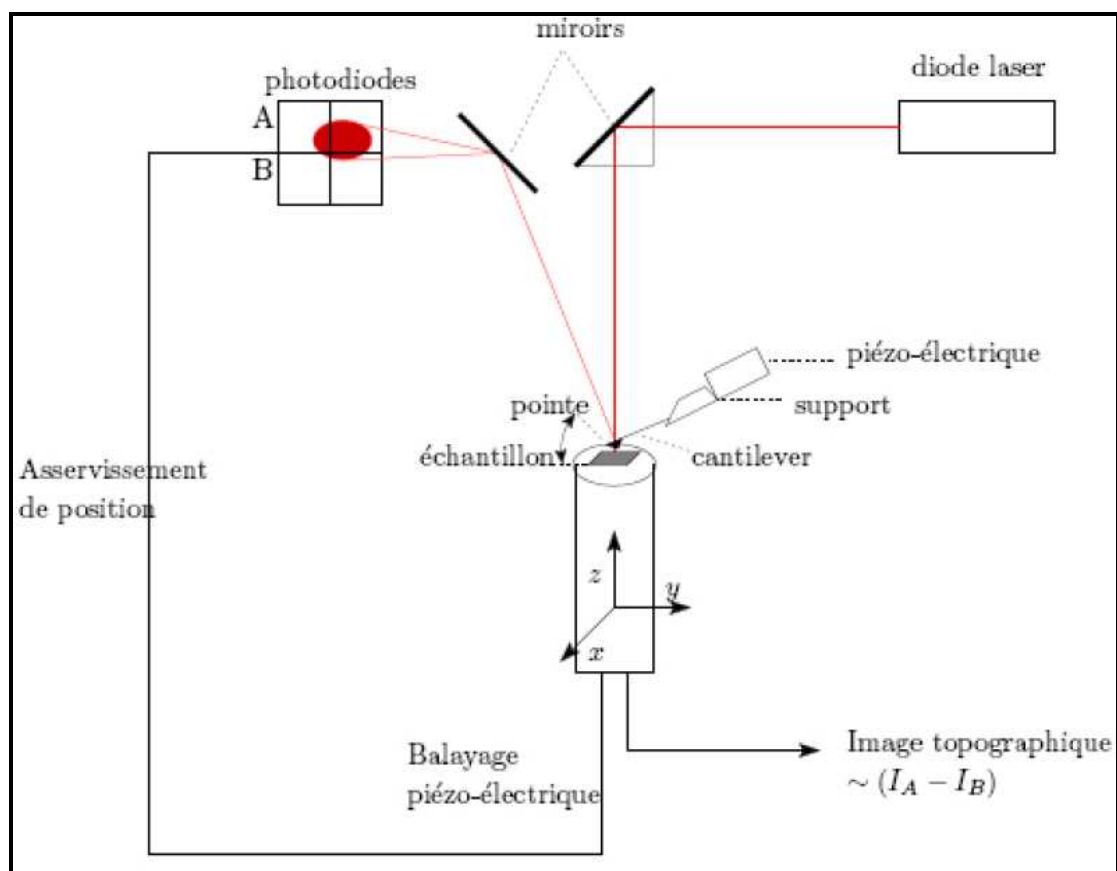 miroirs
diode laser
photodiodes
A
B
piézo-électrique
pointe
support
échantillon
cantilever
Asservissement
de position
z
y
x
Balayage
piézo-électrique
Image topographique
∼ (I_A − I_B)